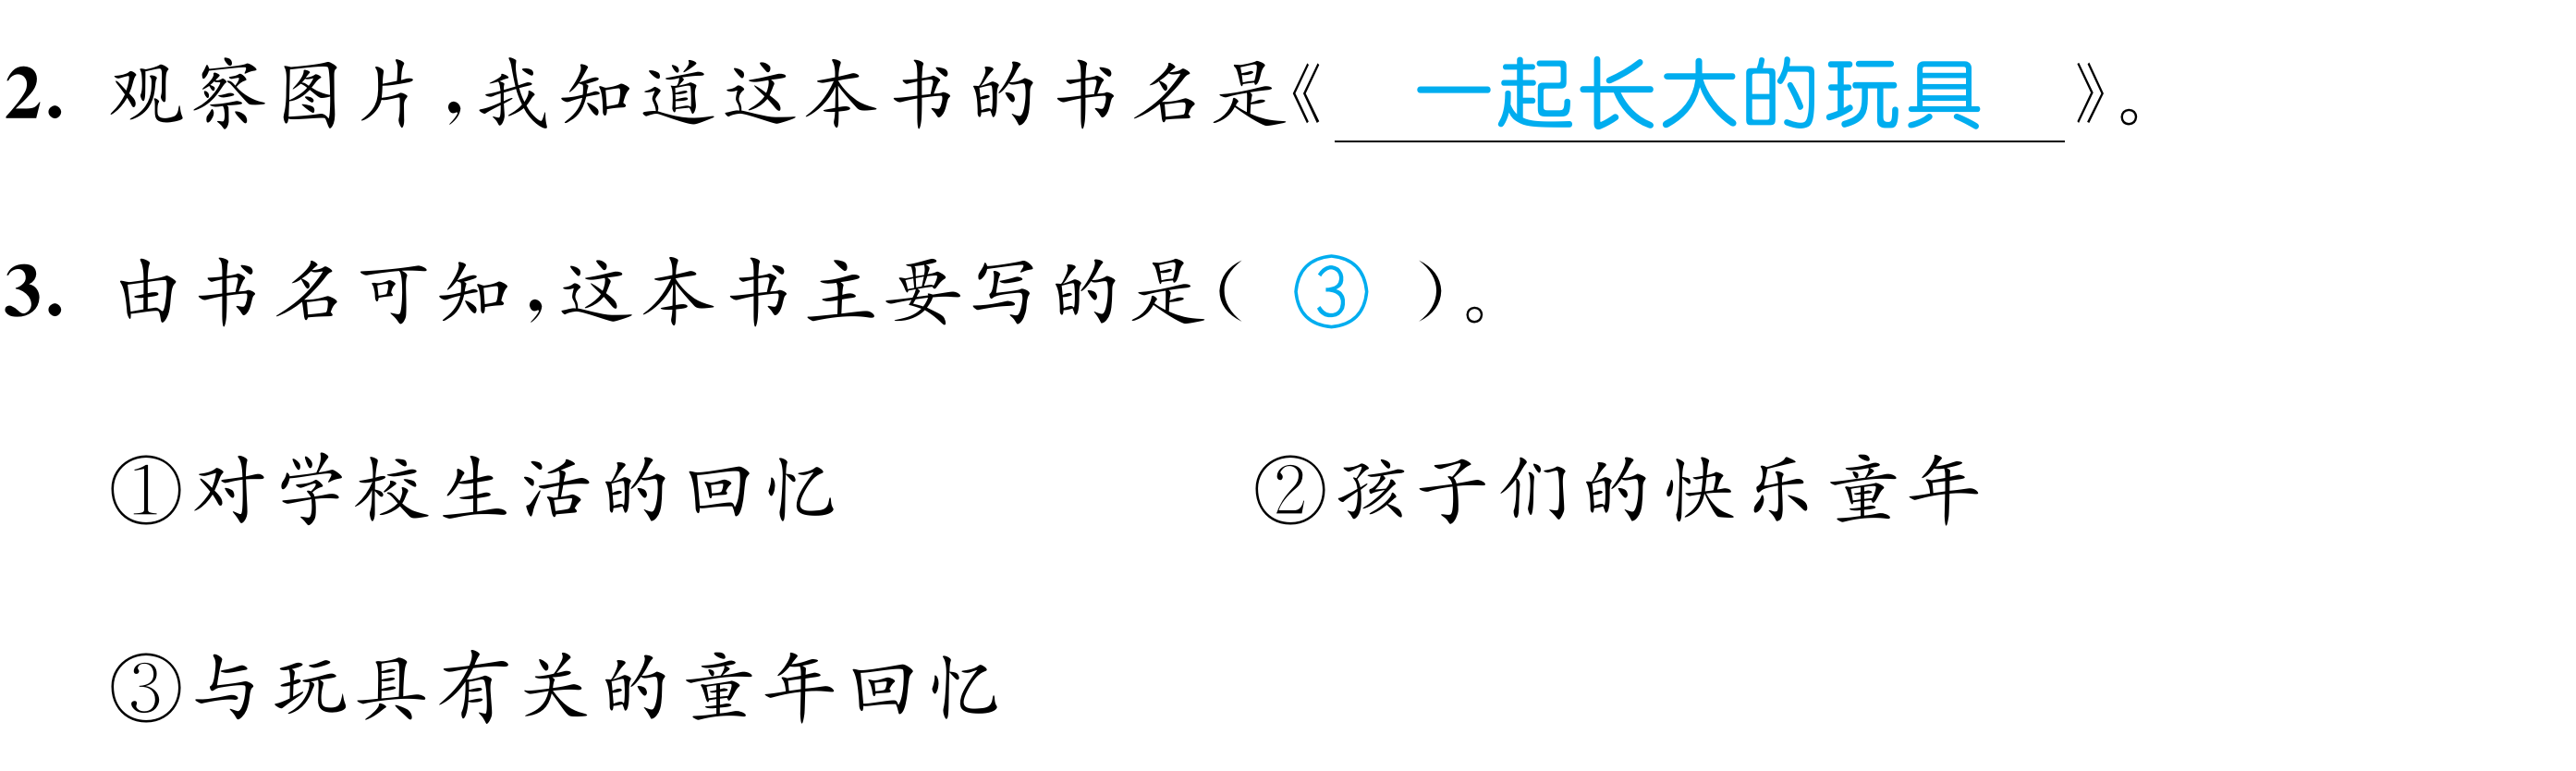 2. 观察图片,我知道这本书的书名是《 一起长大的玩具 》。
3. 由书名可知,这本书主要写的是( ③ )。
①对学校生活的回忆 ②孩子们的快乐童年
③与玩具有关的童年回忆